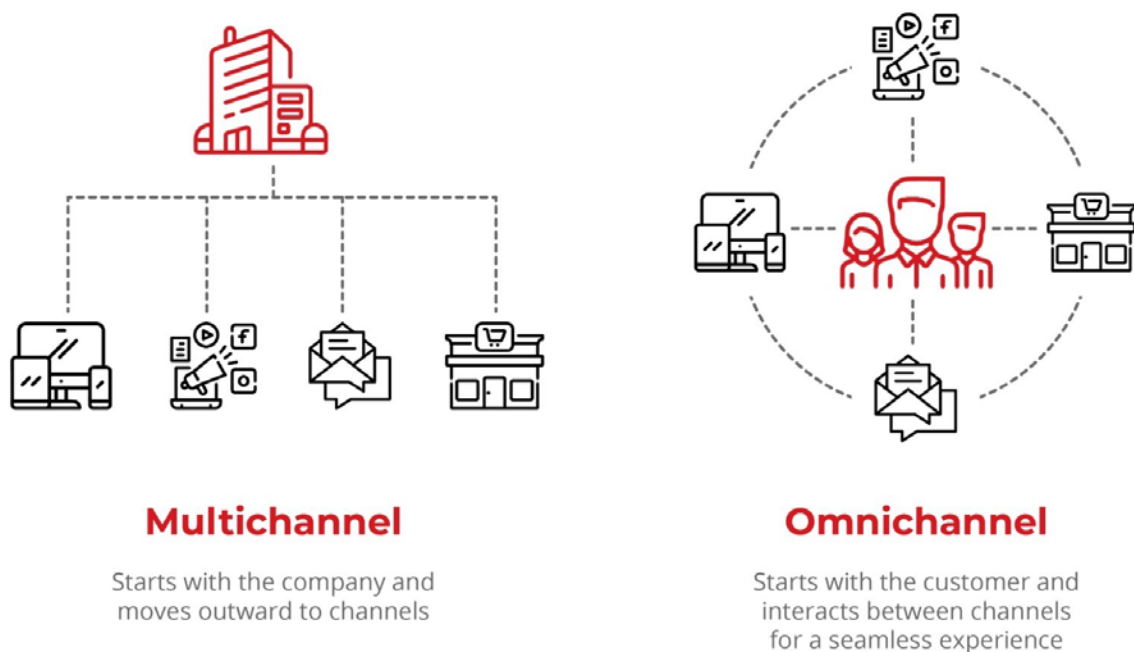 Multichannel
Starts with the company and
moves outward to channels
Omnichannel
Starts with the customer and
interacts between channels
for a seamless experience